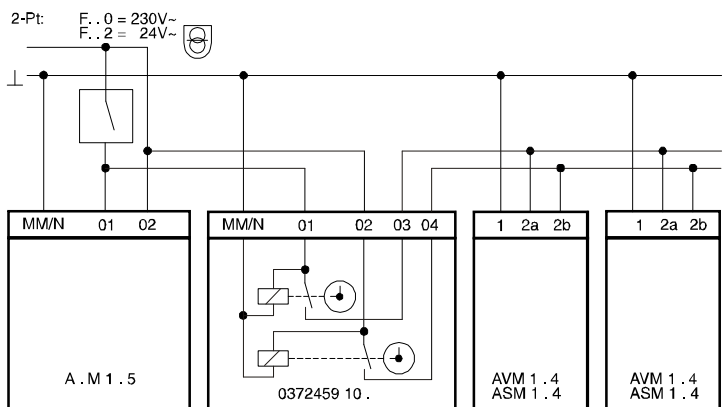 2-Pt: F..0 = 230V~
F..2 = 24V~
⊥
MM/N 01 02 MM/N 01 02 03 04 1 2a 2b 1 2a 2b
A.M1.5
0372459 10.
AVM 1.4 AVM 1.4
ASM 1.4 ASM 1.4